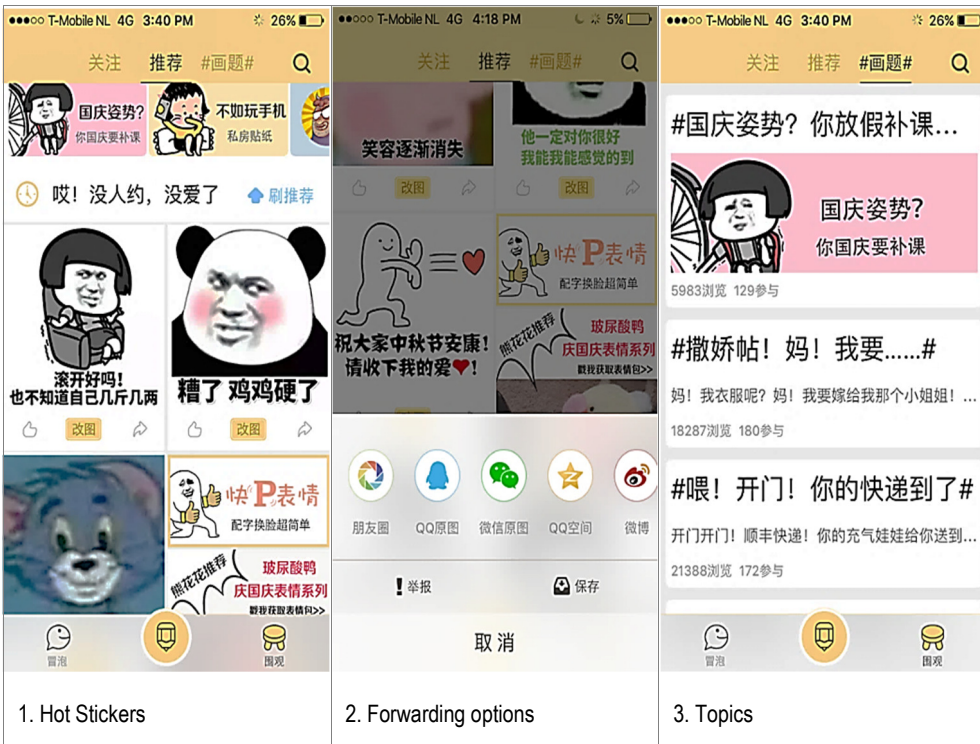 T-Mobile NL 4G 3:40 PM 26%
关注 推荐 #画题#
国庆姿势?
你国庆要补课
不如玩手机
私房贴纸
哎！没人约，没爱了
刷推荐
滚开好吗!
也不知道自己几斤几两
糟了 鸡鸡硬了
改图
改图
快P表情
配字换脸超简单
熊花花推荐
玻尿酸鸭
庆国庆表情系列
戳我获取表情包>>
冒泡
围观
1. Hot Stickers
T-Mobile NL 4G 4:18 PM 5%
关注 推荐 #画题#
笑容逐渐消失
他一定对你很好
我能我能感觉的到
改图
改图
祝大家中秋节安康!
请收下我的爱❤!
快P表情
配字换脸超简单
熊花花推荐
玻尿酸鸭
庆国庆表情系列
戳我获取表情包>>
朋友圈 QQ原图 微信原图 QQ空间 微博
举报
保存
取消
2. Forwarding options
T-Mobile NL 4G 3:40 PM 26%
关注 推荐 #画题#
#国庆姿势？你放假补课...
国庆姿势?
你国庆要补课
5983浏览 129参与
#撒娇帖！妈！我要......#
妈！我衣服呢？妈！我要嫁给我那个小姐姐！...
18287浏览 180参与
#喂！开门！你的快递到了#
开门开门！顺丰快递！你的充气娃娃给你送到...
21388浏览 172参与
冒泡
围观
3. Topics